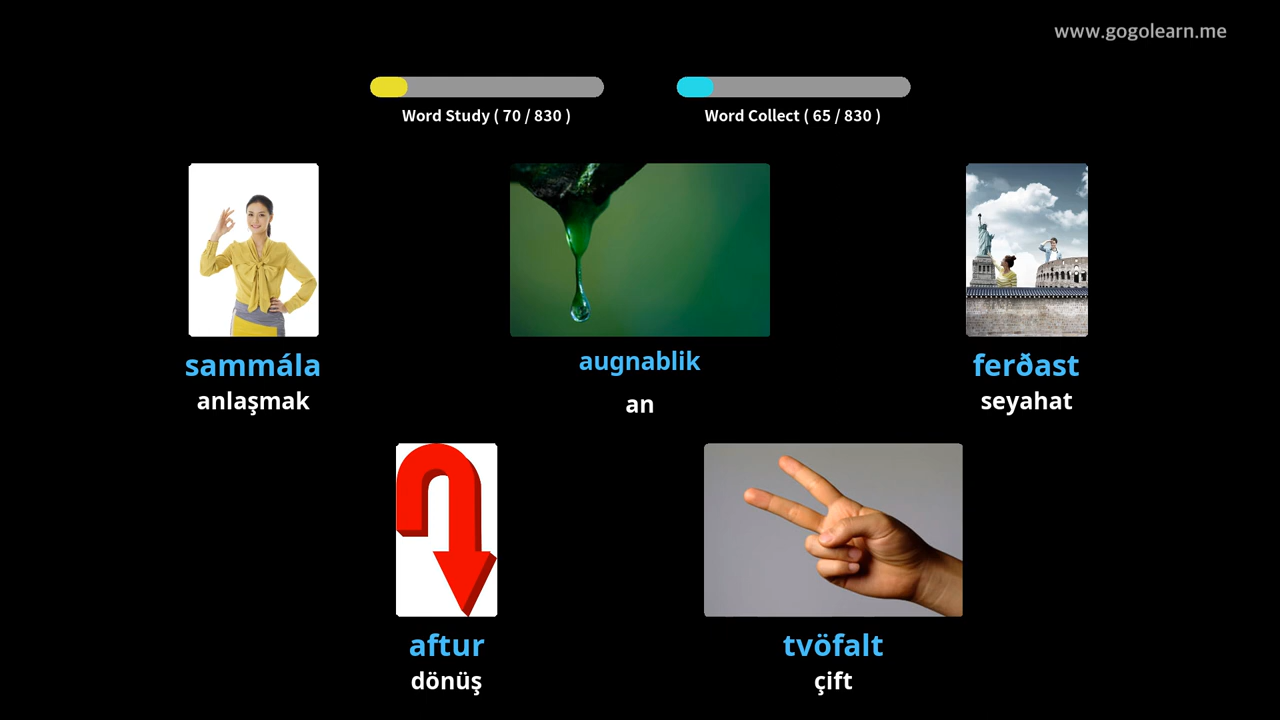 www.gogolearn.me
Word Study ( 70 / 830 )
Word Collect ( 65 / 830 )
sammála
anlaşmak
augnablik
an
ferðast
seyahat
aftur
dönüş
tvöfalt
çift